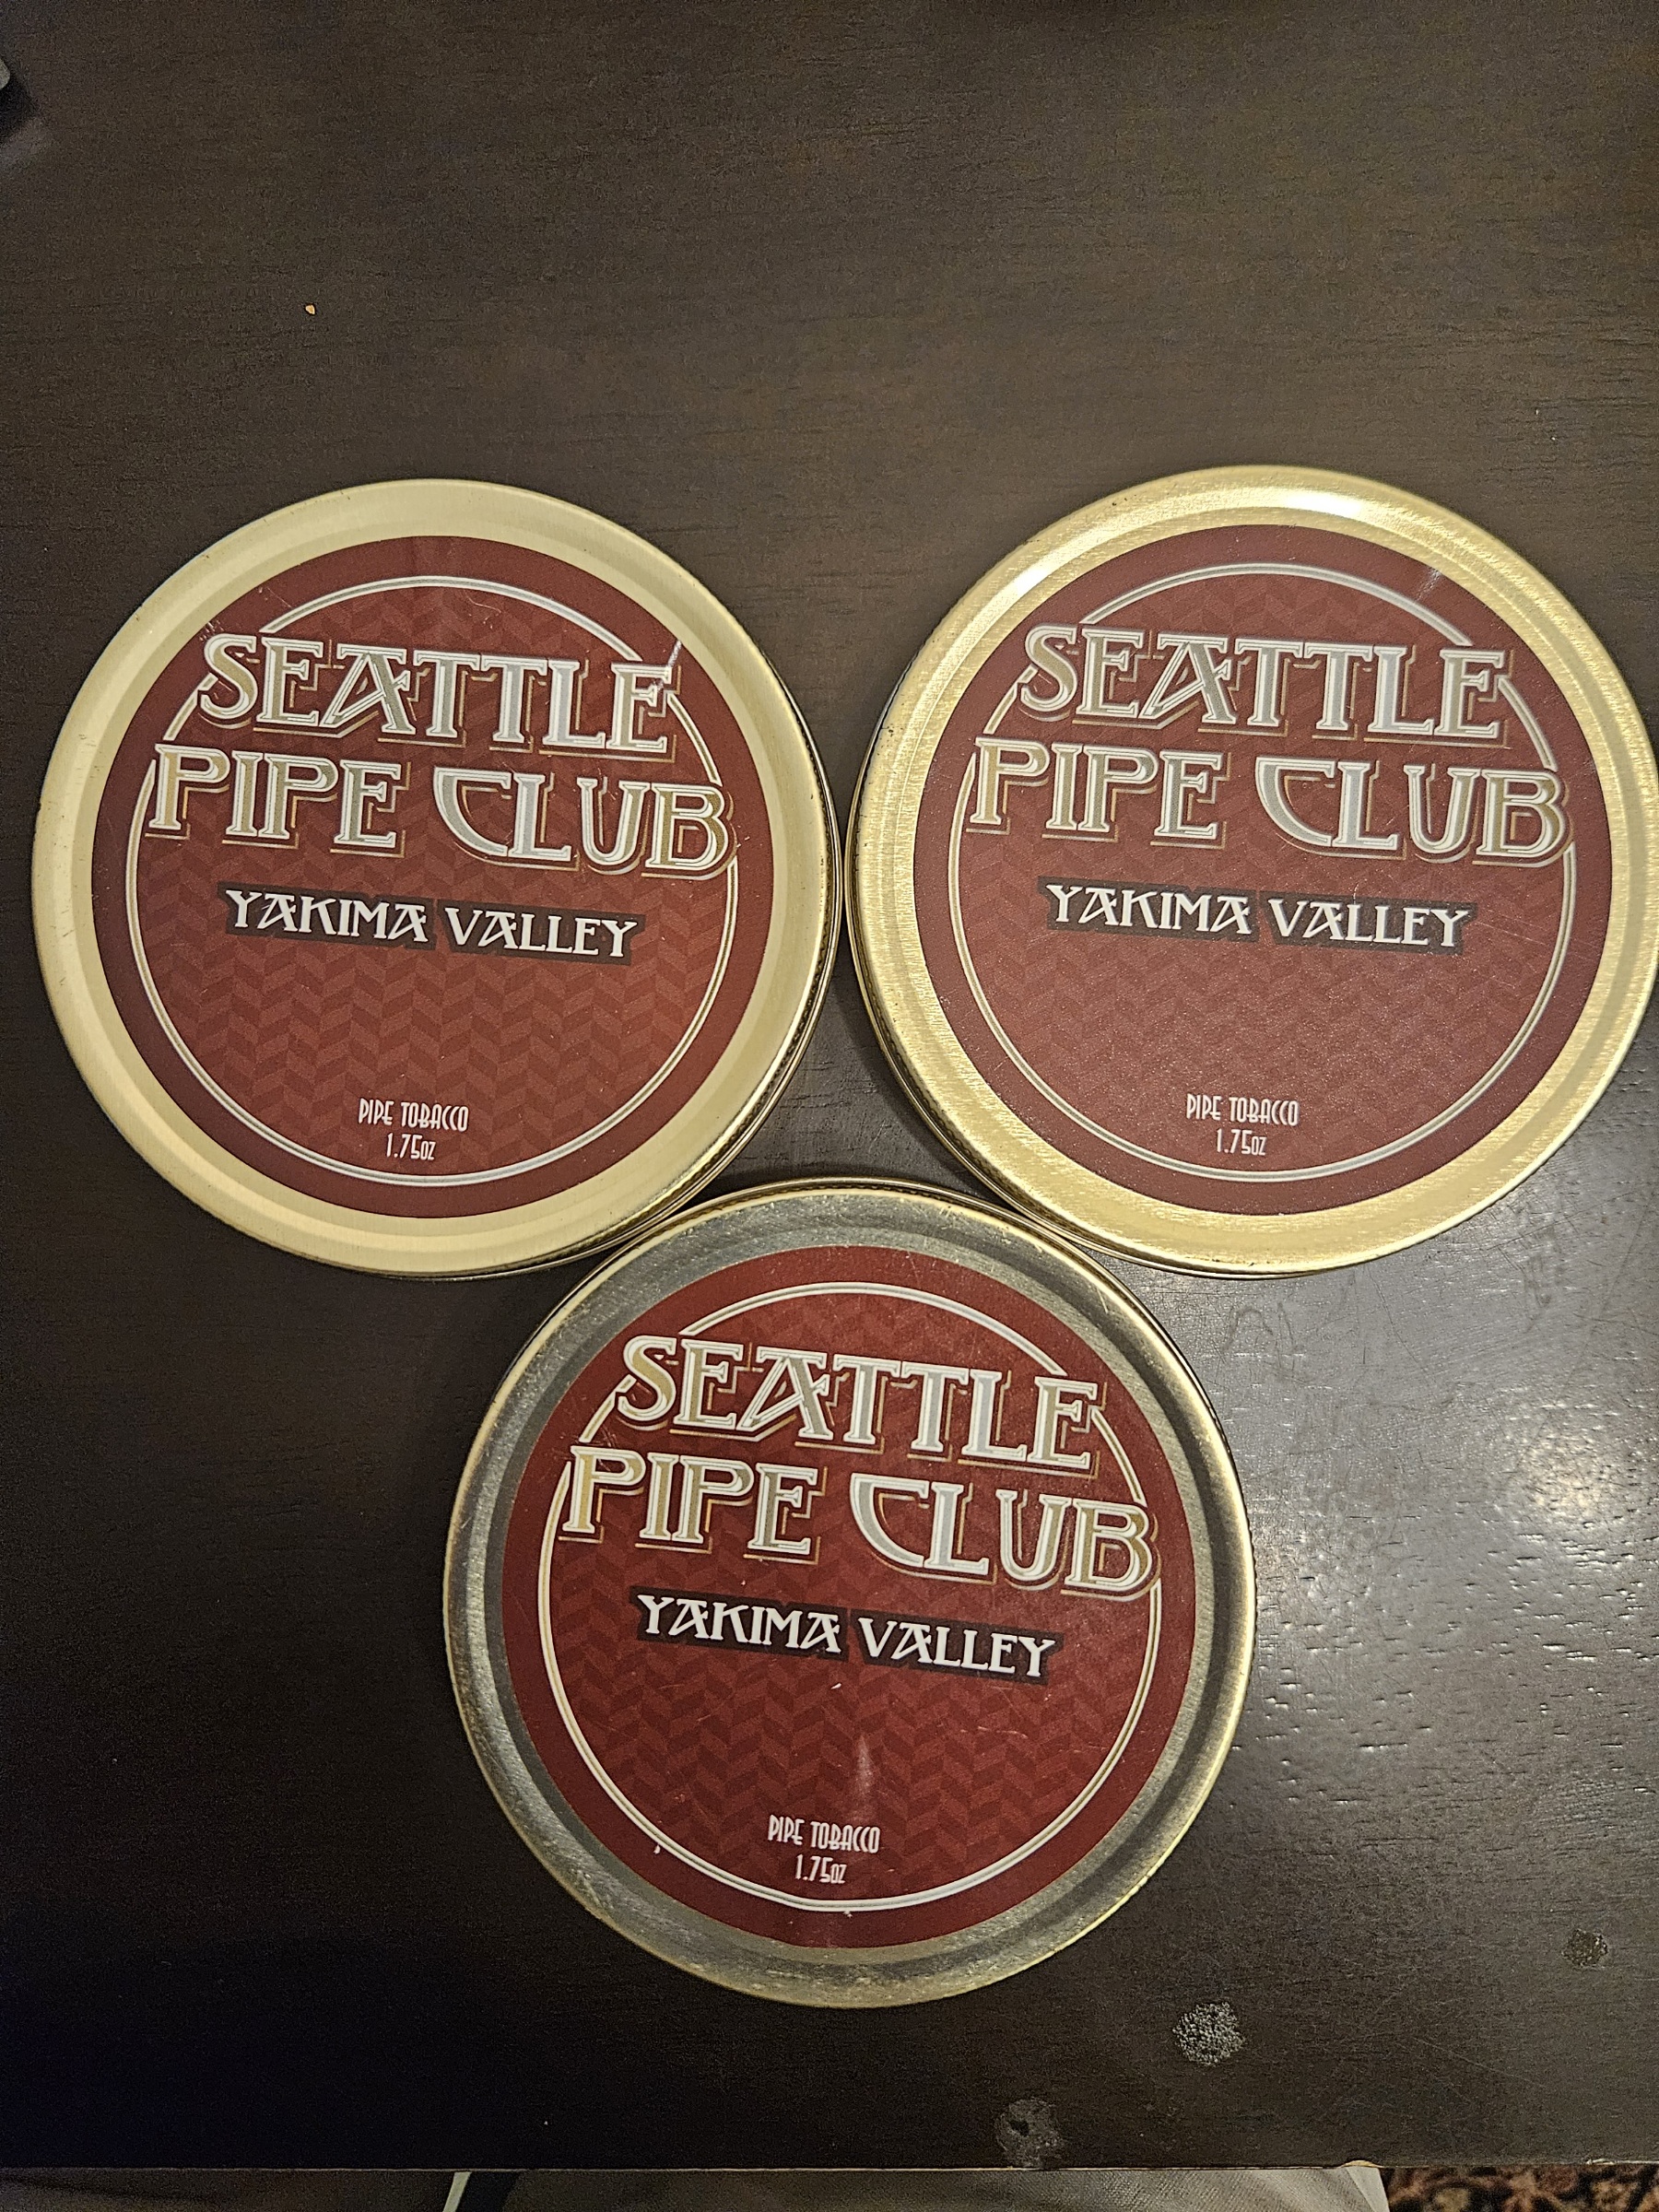 SEATTLE
PIPE CLUB
YAKIMA VALLEY
PIPE TOBACCO
1.75oz
SEATTLE
PIPE CLUB
YAKIMA VALLEY
PIPE TOBACCO
1.75oz
SEATTLE
PIPE CLUB
YAKIMA VALLEY
PIPE TOBACCO
1.75oz